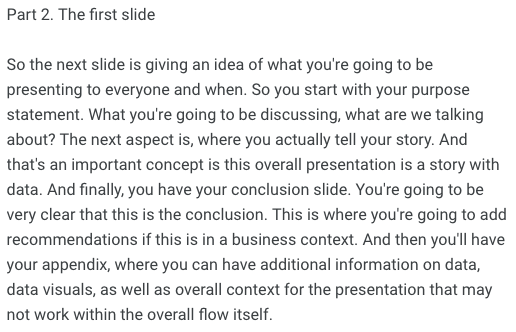 Part 2. The first slide
So the next slide is giving an idea of what you're going to be
presenting to everyone and when. So you start with your purpose
statement. What you're going to be discussing, what are we talking
about? The next aspect is, where you actually tell your story. And
that's an important concept is this overall presentation is a story with
data. And finally, you have your conclusion slide. You're going to be
very clear that this is the conclusion. This is where you're going to add
recommendations if this is in a business context. And then you'll have
your appendix, where you can have additional information on data,
data visuals, as well as overall context for the presentation that may
not work within the overall flow itself.